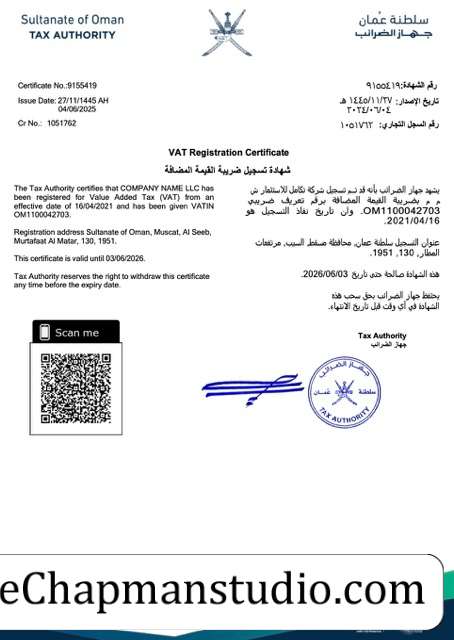 Sultanate of Oman
TAX AUTHORITY
سلطنة عُمان
جهاز الضرائب
Certificate No.:9155419
Issue Date: 27/11/1445 AH
04/06/2025
Cr No.: 1051762
رقم الشهادة:٩١٥٥٤١٩
تاريخ الإصدار: ١٤٤٥/١١/٢٧ هـ
٢٠٢٤/٠٦/٠٤
رقم السجل التجاري: ١٠٥١٧٦٢
VAT Registration Certificate
شهادة تسجيل ضريبة القيمة المضافة
The Tax Authority certifies that COMPANY NAME LLC has
been registered for Value Added Tax (VAT) from an
effective date of 16/04/2021 and has been given VATIN
OM1100042703.
Registration address Sultanate of Oman, Muscat, Al Seeb,
Murtafaat Al Matar, 130, 1951.
This certificate is valid until 03/06/2026.
Tax Authority reserves the right to withdraw this certificate
any time before the expiry date.
يشهد جهاز الضرائب بأنه قد تم تسجيل شركة تكامل للاستثمار ش
م م بضريبة القيمة المضافة برقم تعريف ضريبي
OM1100042703. وان تاريخ نفاذ التسجيل هو
2021/04/16.
عنوان التسجيل سلطنة عمان, محافظة مسقط, السيب, مرتفعات
المطار, 130, 1951.
هذه الشهادة صالحة حتى تاريخ 2026/06/03.
يحتفظ جهاز الضرائب بحق سحب هذه
الشهادة في أي وقت قبل تاريخ الانتهاء.
Tax Authority
جهاز الضرائب
Scan me
جهاز الضرائب
سلطنة عُمان
TAX AUTHORITY
eChapmanstudio.com